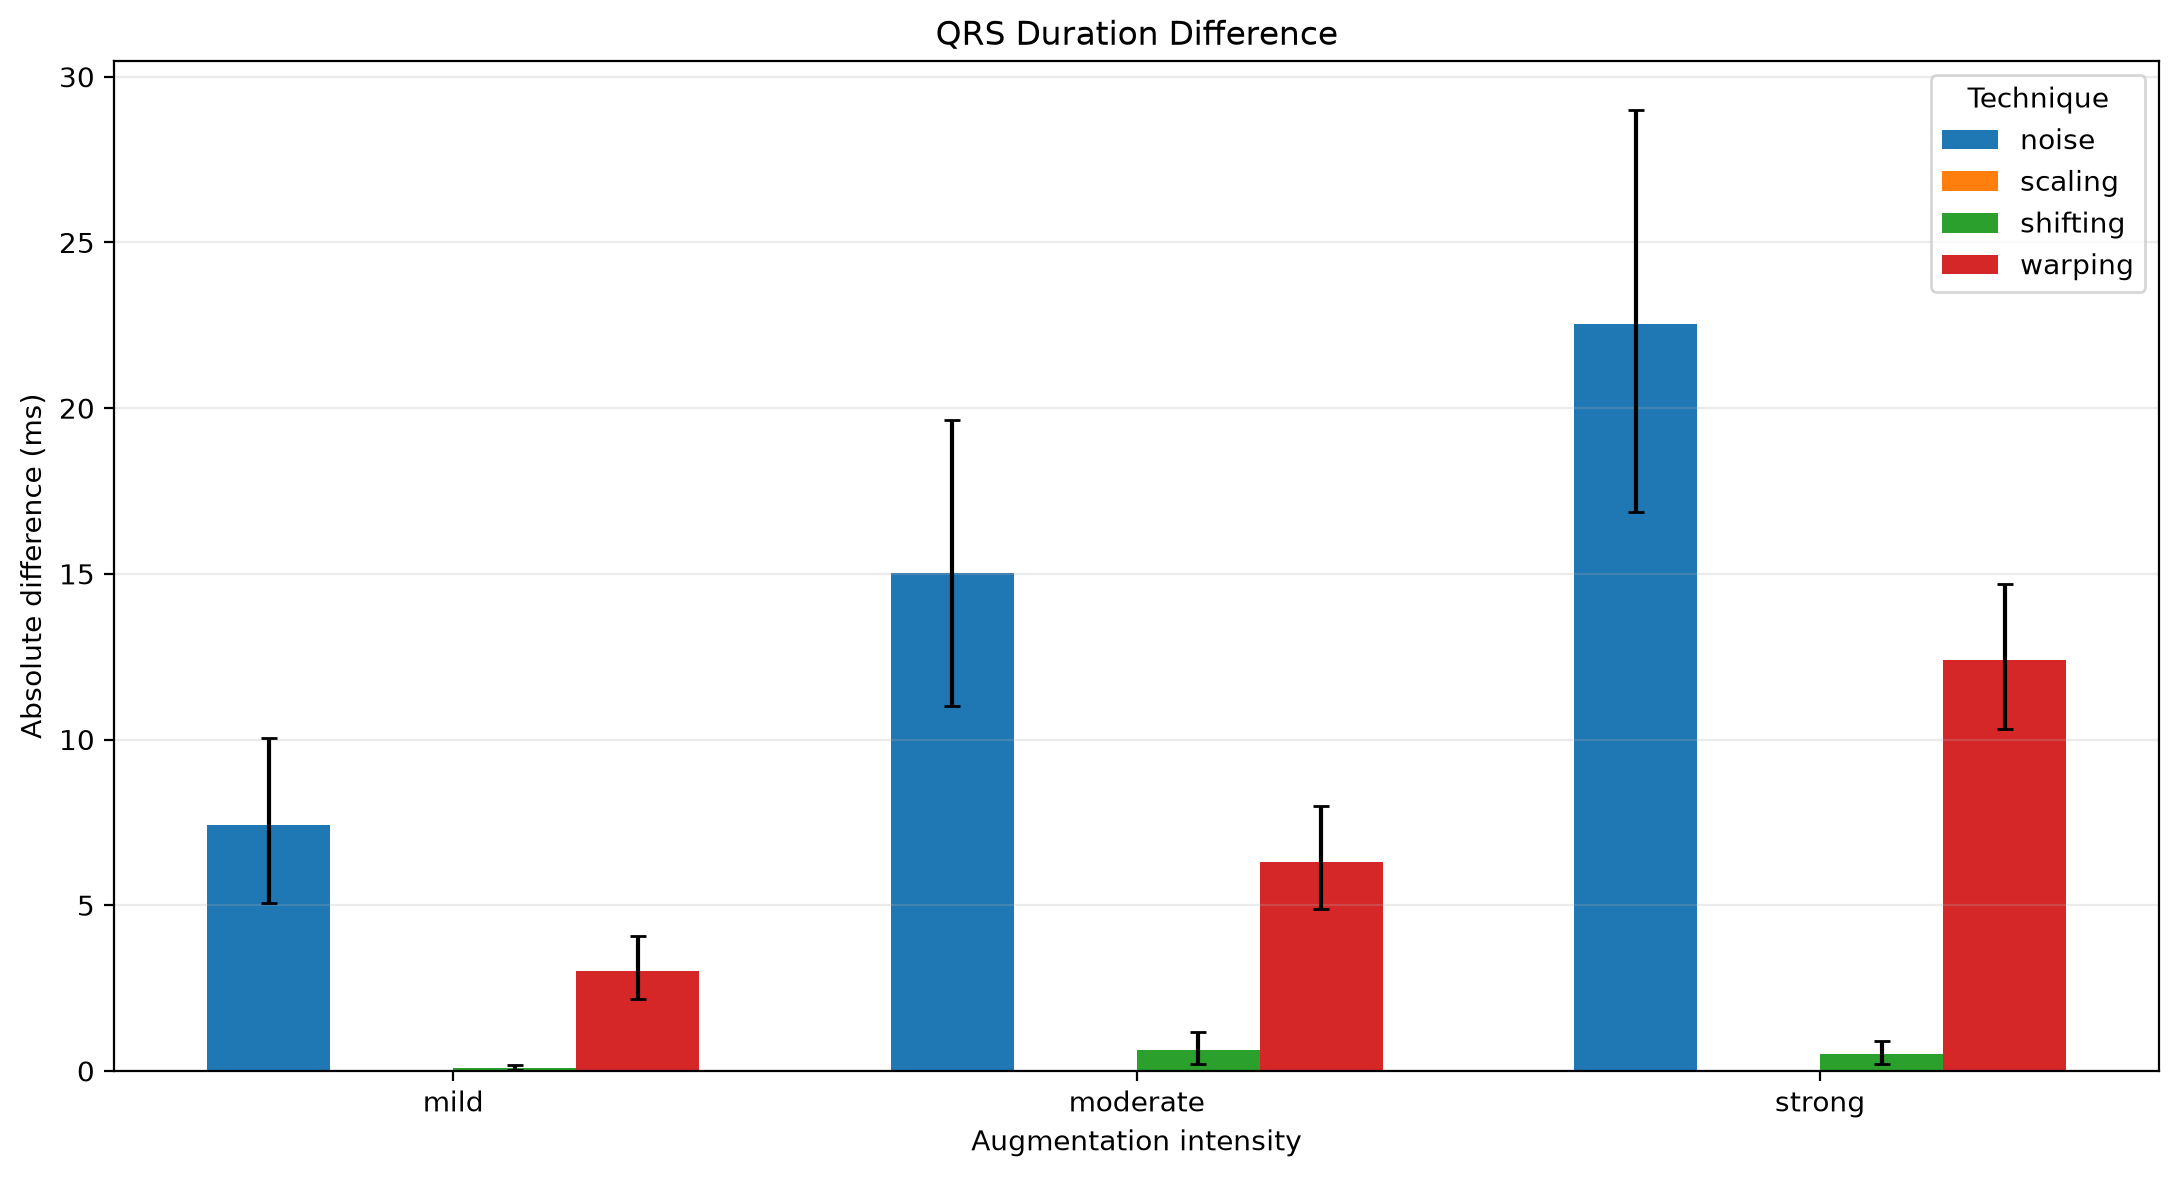 QRS Duration Difference
30
25
20
15
10
5
0
Absolute difference (ms)
Technique
noise
scaling
shifting
warping
mild
moderate
strong
Augmentation intensity